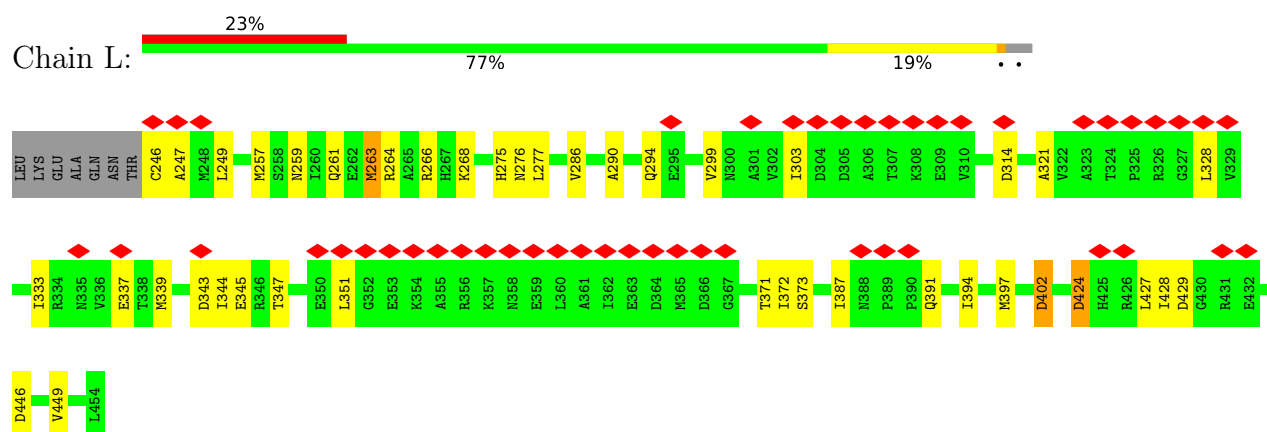 23%
Chain L:
77% 19% • •
LEU LYS GLU ALA GLN ASN THR C246 A247 M248 L249 M257 S258 N259 I260 Q261 E262 M263 R264 A265 R266 H267 K268 H275 N276 L277 V286 A290 Q294 E295 V299 N300 A301 V302 I303 D304 D305 A306 T307 K308 E309 V310 D314 A321 V322 A323 T324 P325 R326 G327 L328 V329
I333 R334 N335 V336 E337 T338 M339 D343 I344 E345 R346 T347 E350 L351 G352 E353 K354 A355 R356 K357 N358 E359 L360 A361 I362 E363 D364 M365 D366 G367 T371 I372 S373 I387 N388 P389 P390 Q391 I394 M397 D402 D424 H425 R426 L427 I428 D429 G430 R431 E432
D446 V449 L454